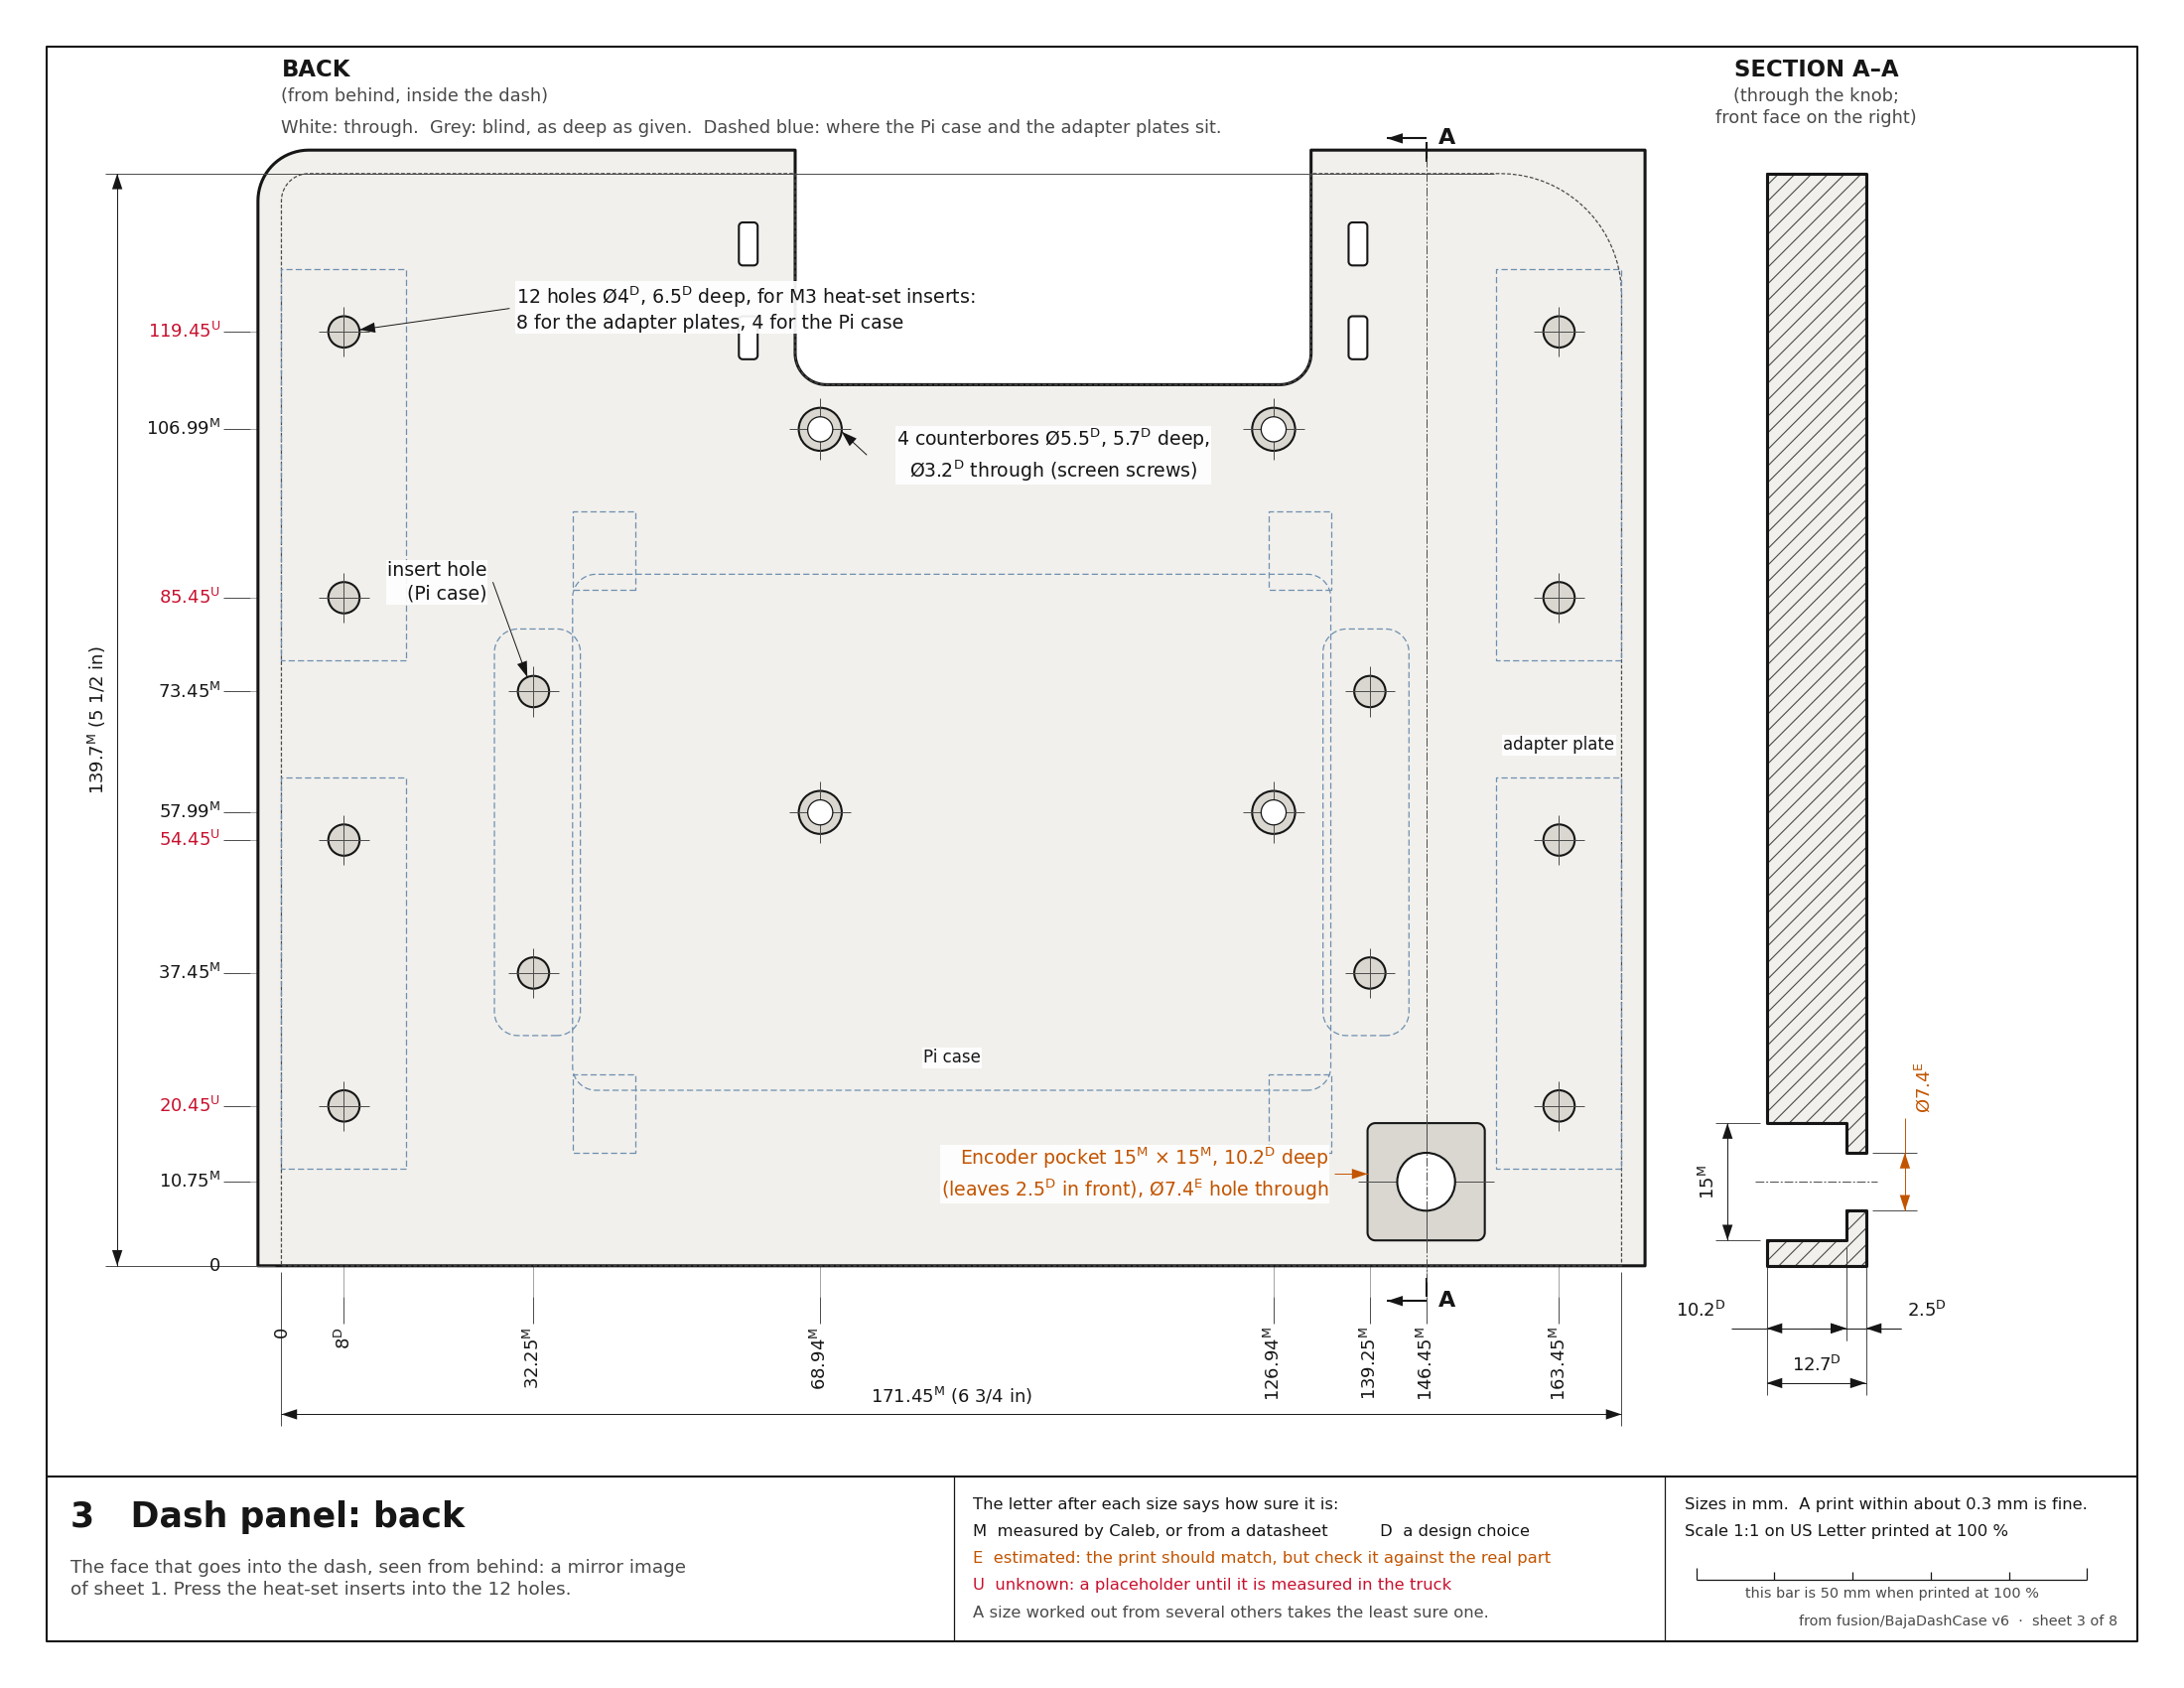 BACK
(from behind, inside the dash)
White: through.  Grey: blind, as deep as given.  Dashed blue: where the Pi case and the adapter plates sit.
SECTION A–A
(through the knob;
front face on the right)
A
12 holes Ø4ᴰ, 6.5ᴰ deep, for M3 heat-set inserts:
8 for the adapter plates, 4 for the Pi case
119.45ᵁ
106.99ᴹ
4 counterbores Ø5.5ᴰ, 5.7ᴰ deep,
Ø3.2ᴰ through (screen screws)
insert hole
(Pi case)
85.45ᵁ
73.45ᴹ
139.7ᴹ (5 1/2 in)
adapter plate
57.99ᴹ
54.45ᵁ
37.45ᴹ
Pi case
20.45ᵁ
10.75ᴹ
0
Encoder pocket 15ᴹ × 15ᴹ, 10.2ᴰ deep
(leaves 2.5ᴰ in front), Ø7.4ᴱ hole through
Ø7.4ᴱ
15ᴹ
A
10.2ᴰ
2.5ᴰ
12.7ᴰ
0
8ᴰ
32.25ᴹ
68.94ᴹ
126.94ᴹ
139.25ᴹ
146.45ᴹ
163.45ᴹ
171.45ᴹ (6 3/4 in)
3   Dash panel: back
The face that goes into the dash, seen from behind: a mirror image
of sheet 1. Press the heat-set inserts into the 12 holes.
The letter after each size says how sure it is:
M  measured by Caleb, or from a datasheet          D  a design choice
E  estimated: the print should match, but check it against the real part
U  unknown: a placeholder until it is measured in the truck
A size worked out from several others takes the least sure one.
Sizes in mm.  A print within about 0.3 mm is fine.
Scale 1:1 on US Letter printed at 100 %
this bar is 50 mm when printed at 100 %
from fusion/BajaDashCase v6  ·  sheet 3 of 8